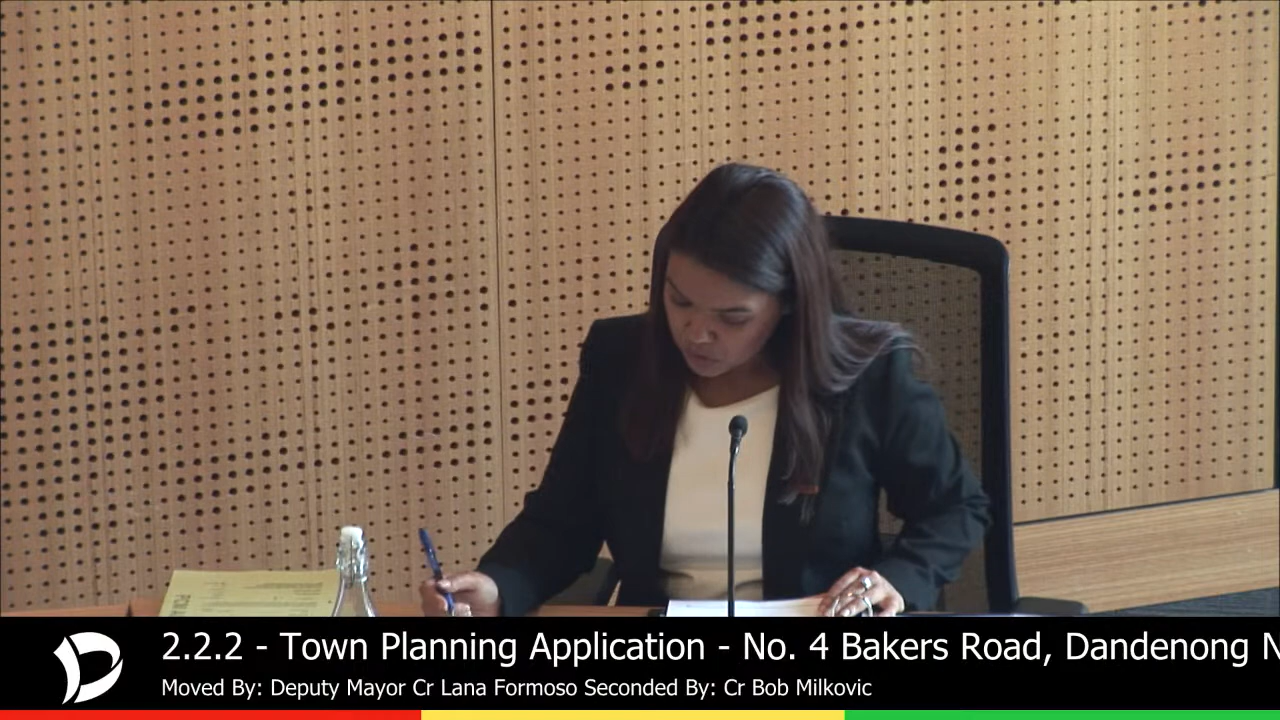 2.2.2 - Town Planning Application - No. 4 Bakers Road, Dandenong N
Moved By: Deputy Mayor Cr Lana Formoso Seconded By: Cr Bob Milkovic